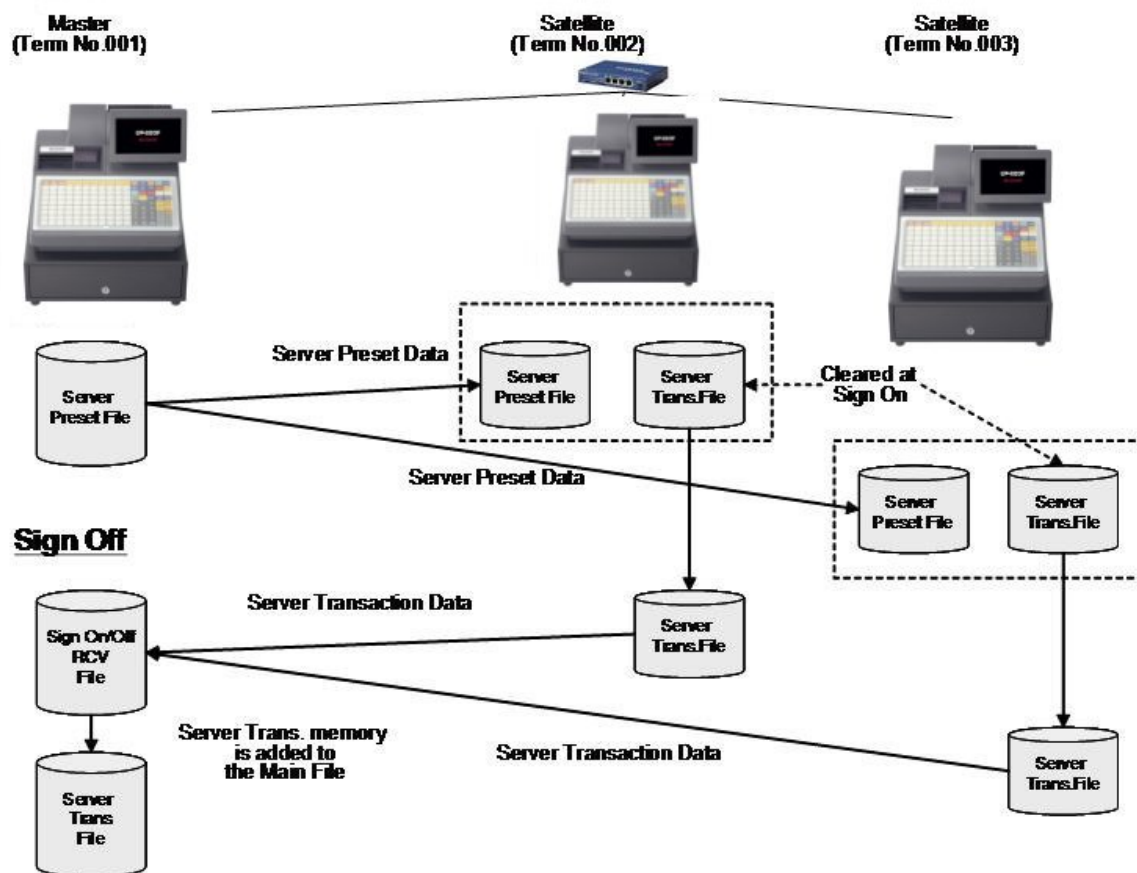 Master
(Term No.001)
Satellite
(Term No.002)
Satellite
(Term No.003)
Server Preset Data
Server
Preset File
Server
Preset File
Server
Trans.File
Cleared at
Sign On
Server Preset Data
Server
Preset File
Server
Trans.File
Sign Off
Server Transaction Data
Sign On/Off
RCV
File
Server
Trans.File
Server Trans. memory
is added to
the Main File
Server Transaction Data
Server
Trans.File
Server
Trans
File